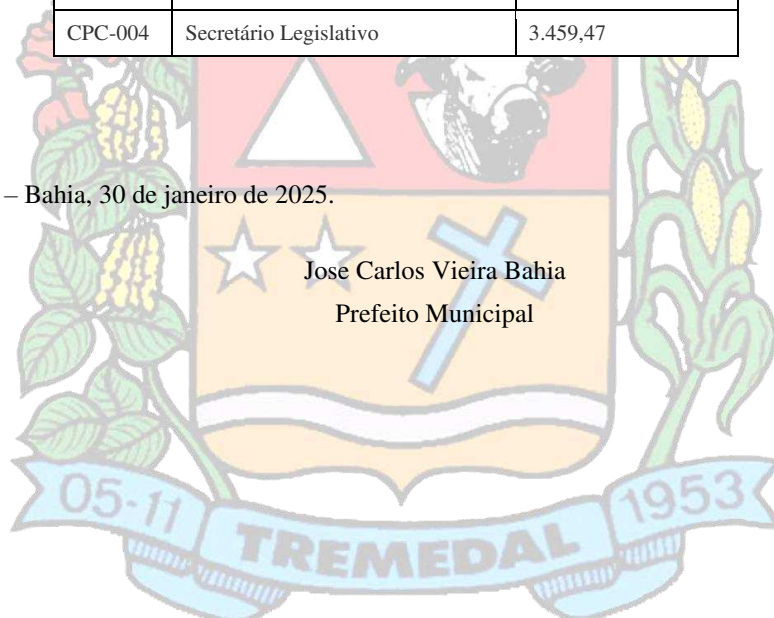 CPC-004 Secretário Legislativo 3.459,47
– Bahia, 30 de janeiro de 2025.
Jose Carlos Vieira Bahia
Prefeito Municipal
05-11 1953
TREMEDAL